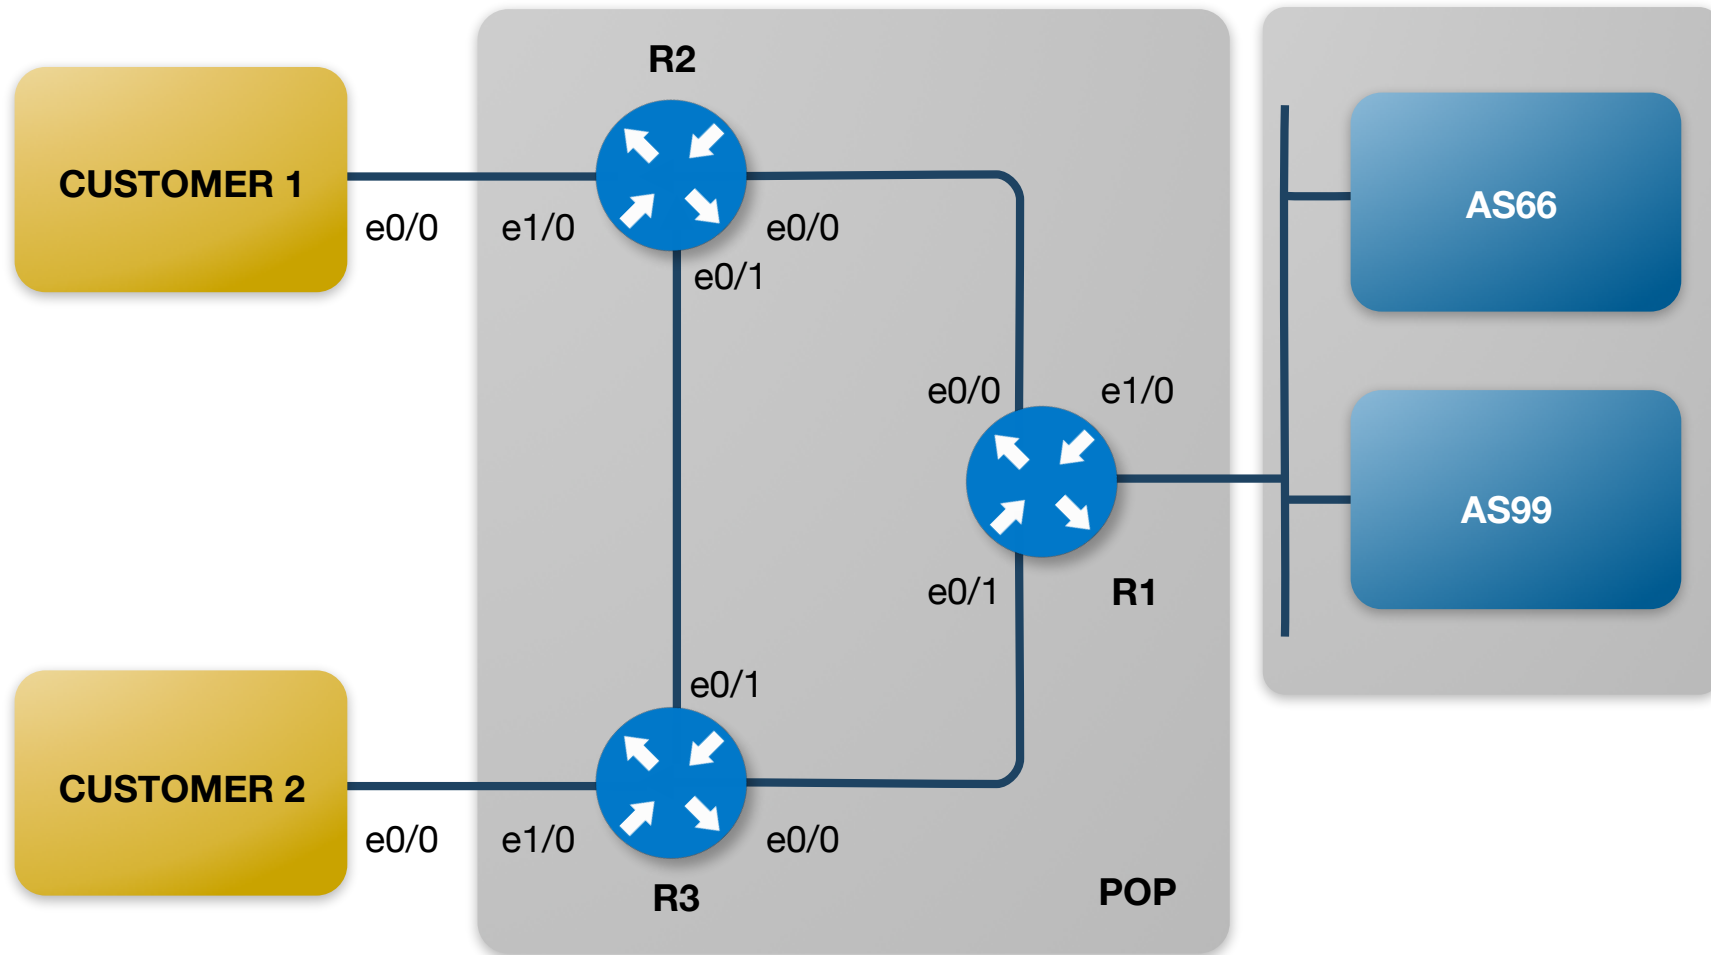 R2
CUSTOMER 1
AS66
e0/0
e1/0
e0/0
e0/1
e0/0
e1/0
AS99
e0/1
R1
e0/1
CUSTOMER 2
e0/0
e1/0
e0/0
R3
POP